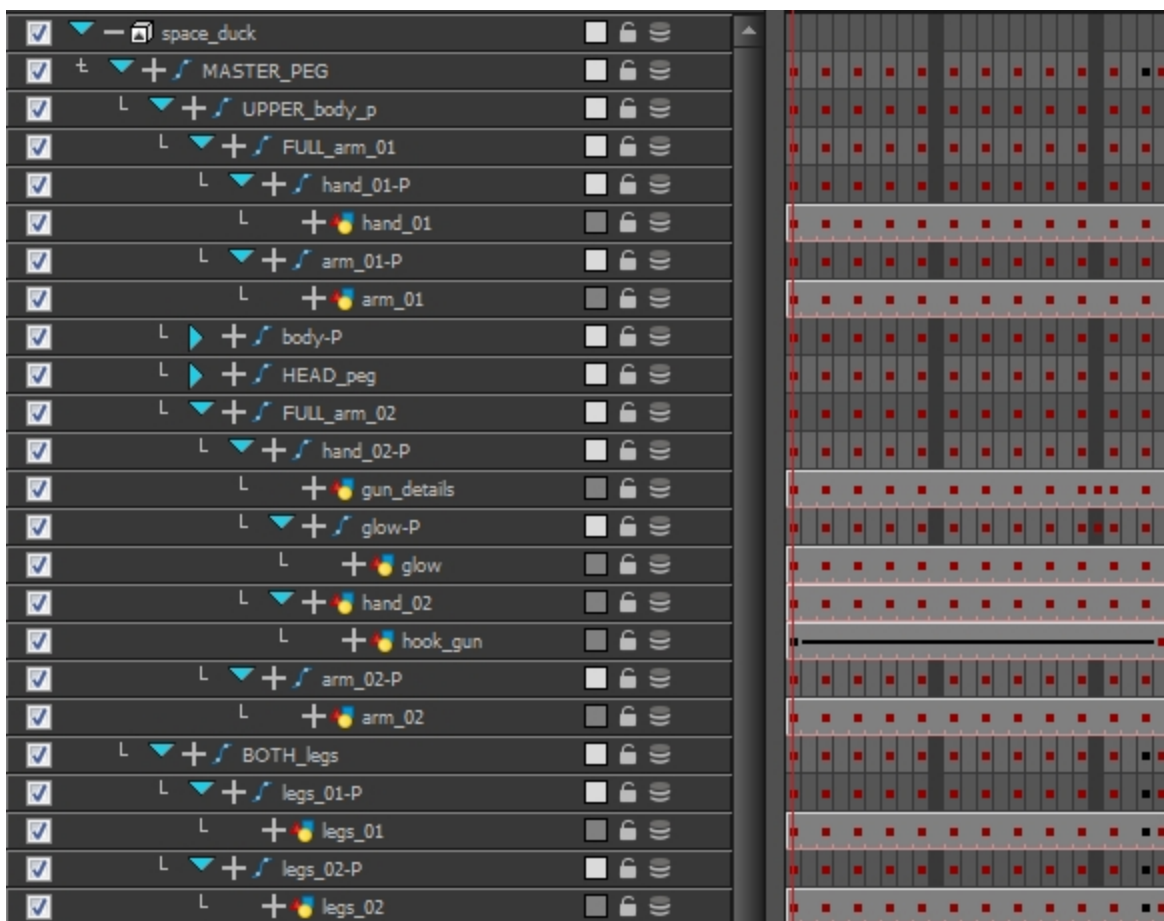 space_duck
MASTER_PEG
UPPER_body_p
FULL_arm_01
hand_01-P
hand_01
arm_01-P
arm_01
body-P
HEAD_peg
FULL_arm_02
hand_02-P
gun_details
glow-P
glow
hand_02
hook_gun
arm_02-P
arm_02
BOTH_legs
legs_01-P
legs_01
legs_02-P
legs_02